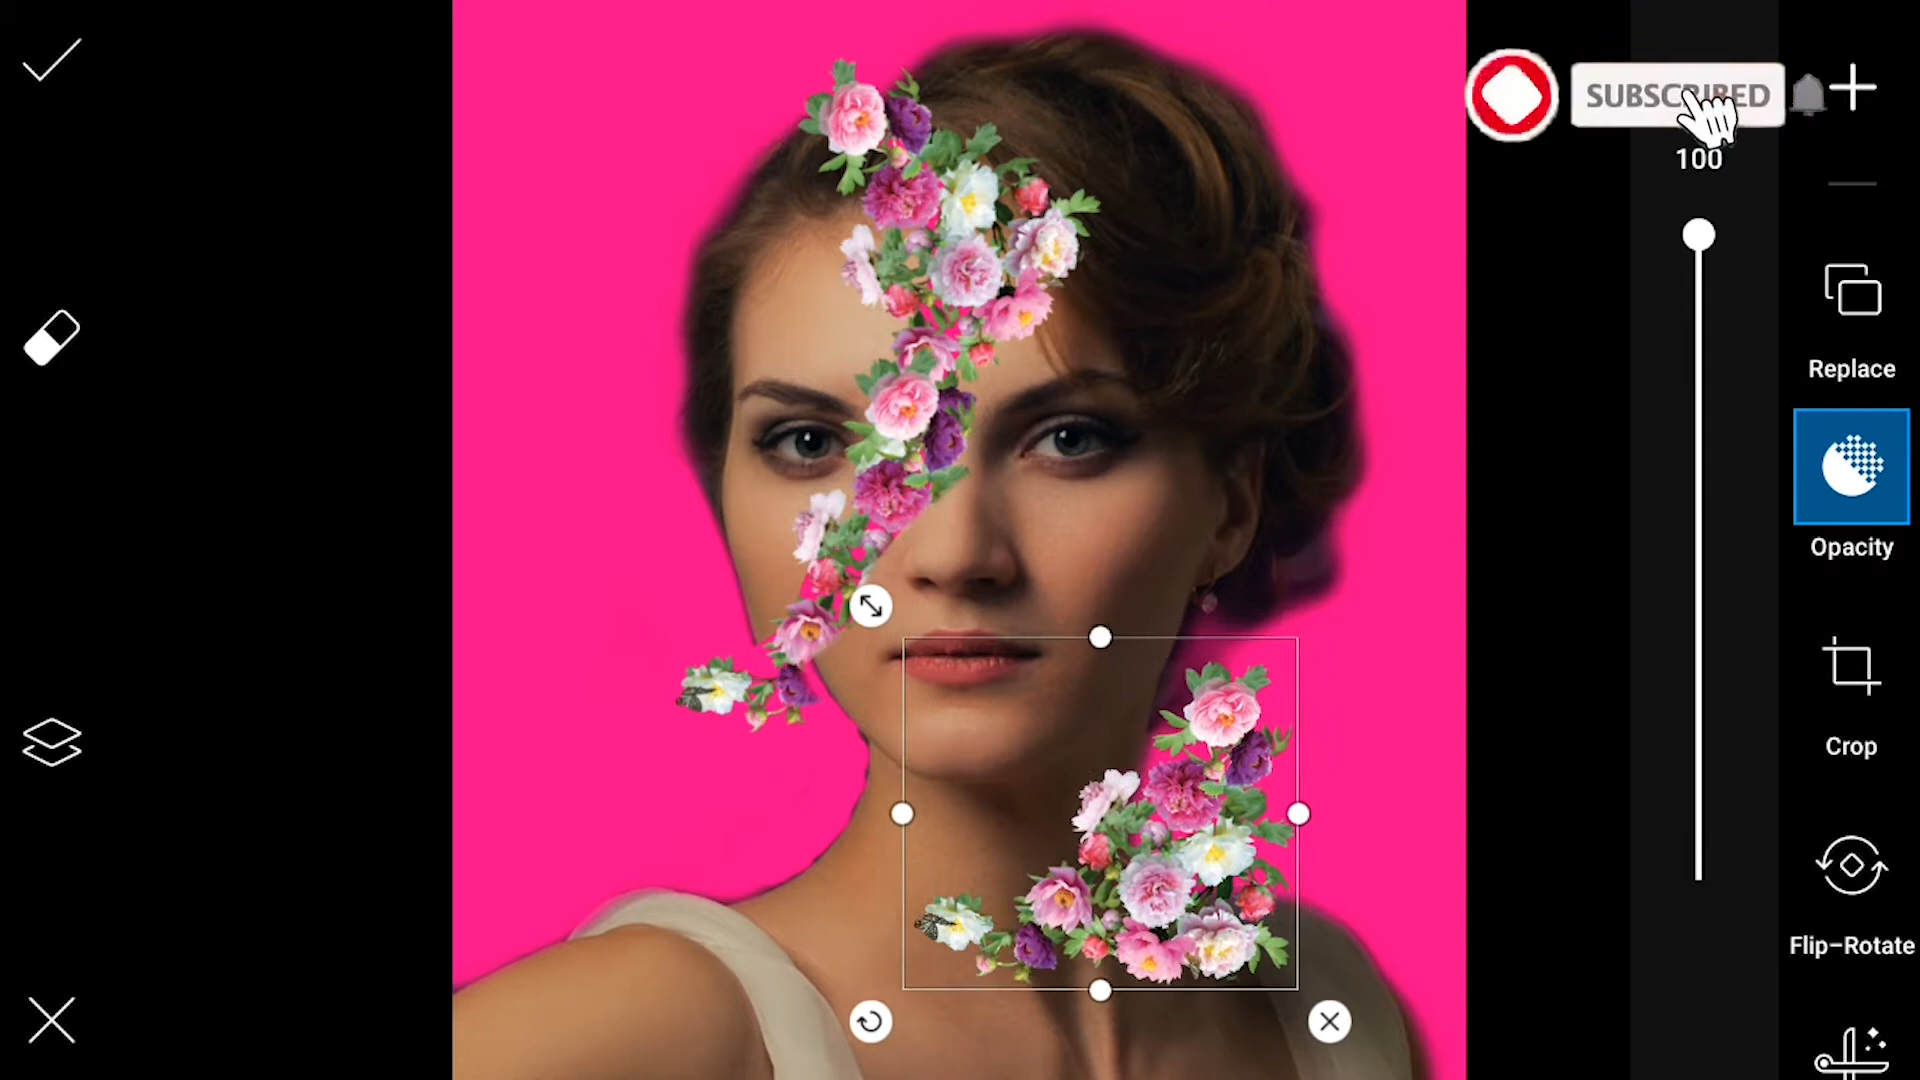 SUBSCRIBED
100
Replace
Opacity
Crop
Flip-Rotate